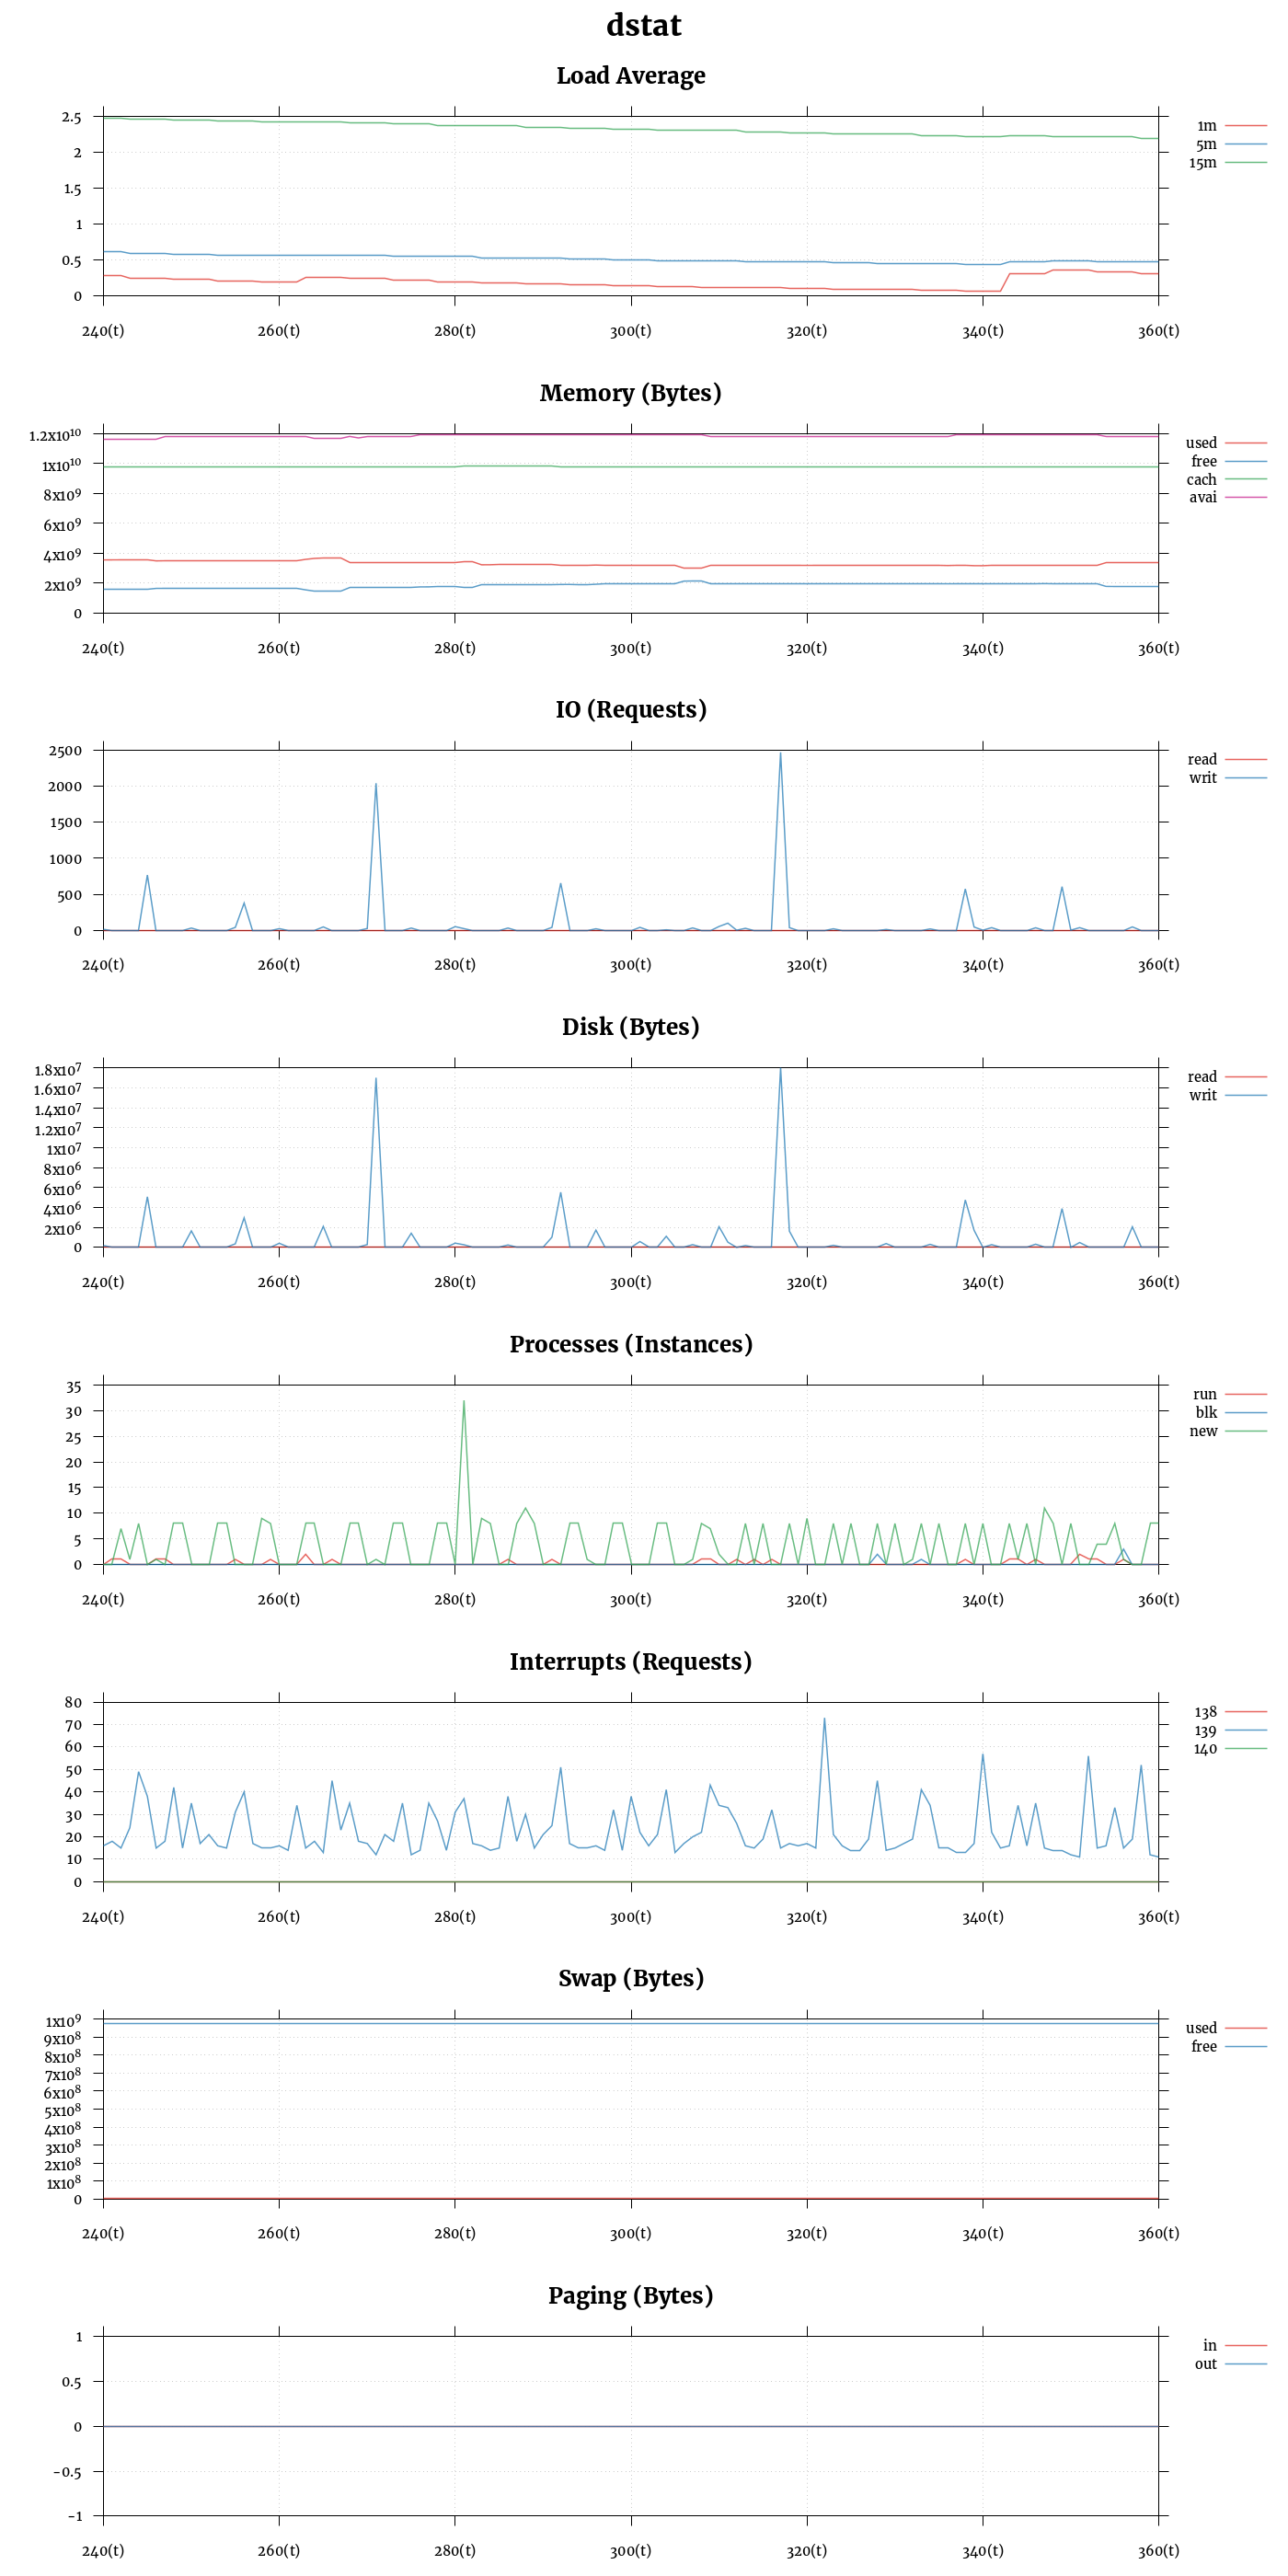 dstat
Load Average
2.5
2
1.5
1
0.5
0
240(t) 260(t) 280(t) 300(t) 320(t) 340(t) 360(t)
1m
5m
15m
Memory (Bytes)
1.2x10¹⁰
1x10¹⁰
8x10⁹
6x10⁹
4x10⁹
2x10⁹
0
240(t) 260(t) 280(t) 300(t) 320(t) 340(t) 360(t)
used
free
cach
avai
IO (Requests)
2500
2000
1500
1000
500
0
240(t) 260(t) 280(t) 300(t) 320(t) 340(t) 360(t)
read
writ
Disk (Bytes)
1.8x10⁷
1.6x10⁷
1.4x10⁷
1.2x10⁷
1x10⁷
8x10⁶
6x10⁶
4x10⁶
2x10⁶
0
240(t) 260(t) 280(t) 300(t) 320(t) 340(t) 360(t)
read
writ
Processes (Instances)
35
30
25
20
15
10
5
0
240(t) 260(t) 280(t) 300(t) 320(t) 340(t) 360(t)
run
blk
new
Interrupts (Requests)
80
70
60
50
40
30
20
10
0
240(t) 260(t) 280(t) 300(t) 320(t) 340(t) 360(t)
138
139
140
Swap (Bytes)
1x10⁹
9x10⁸
8x10⁸
7x10⁸
6x10⁸
5x10⁸
4x10⁸
3x10⁸
2x10⁸
1x10⁸
0
240(t) 260(t) 280(t) 300(t) 320(t) 340(t) 360(t)
used
free
Paging (Bytes)
1
0.5
0
-0.5
-1
240(t) 260(t) 280(t) 300(t) 320(t) 340(t) 360(t)
in
out